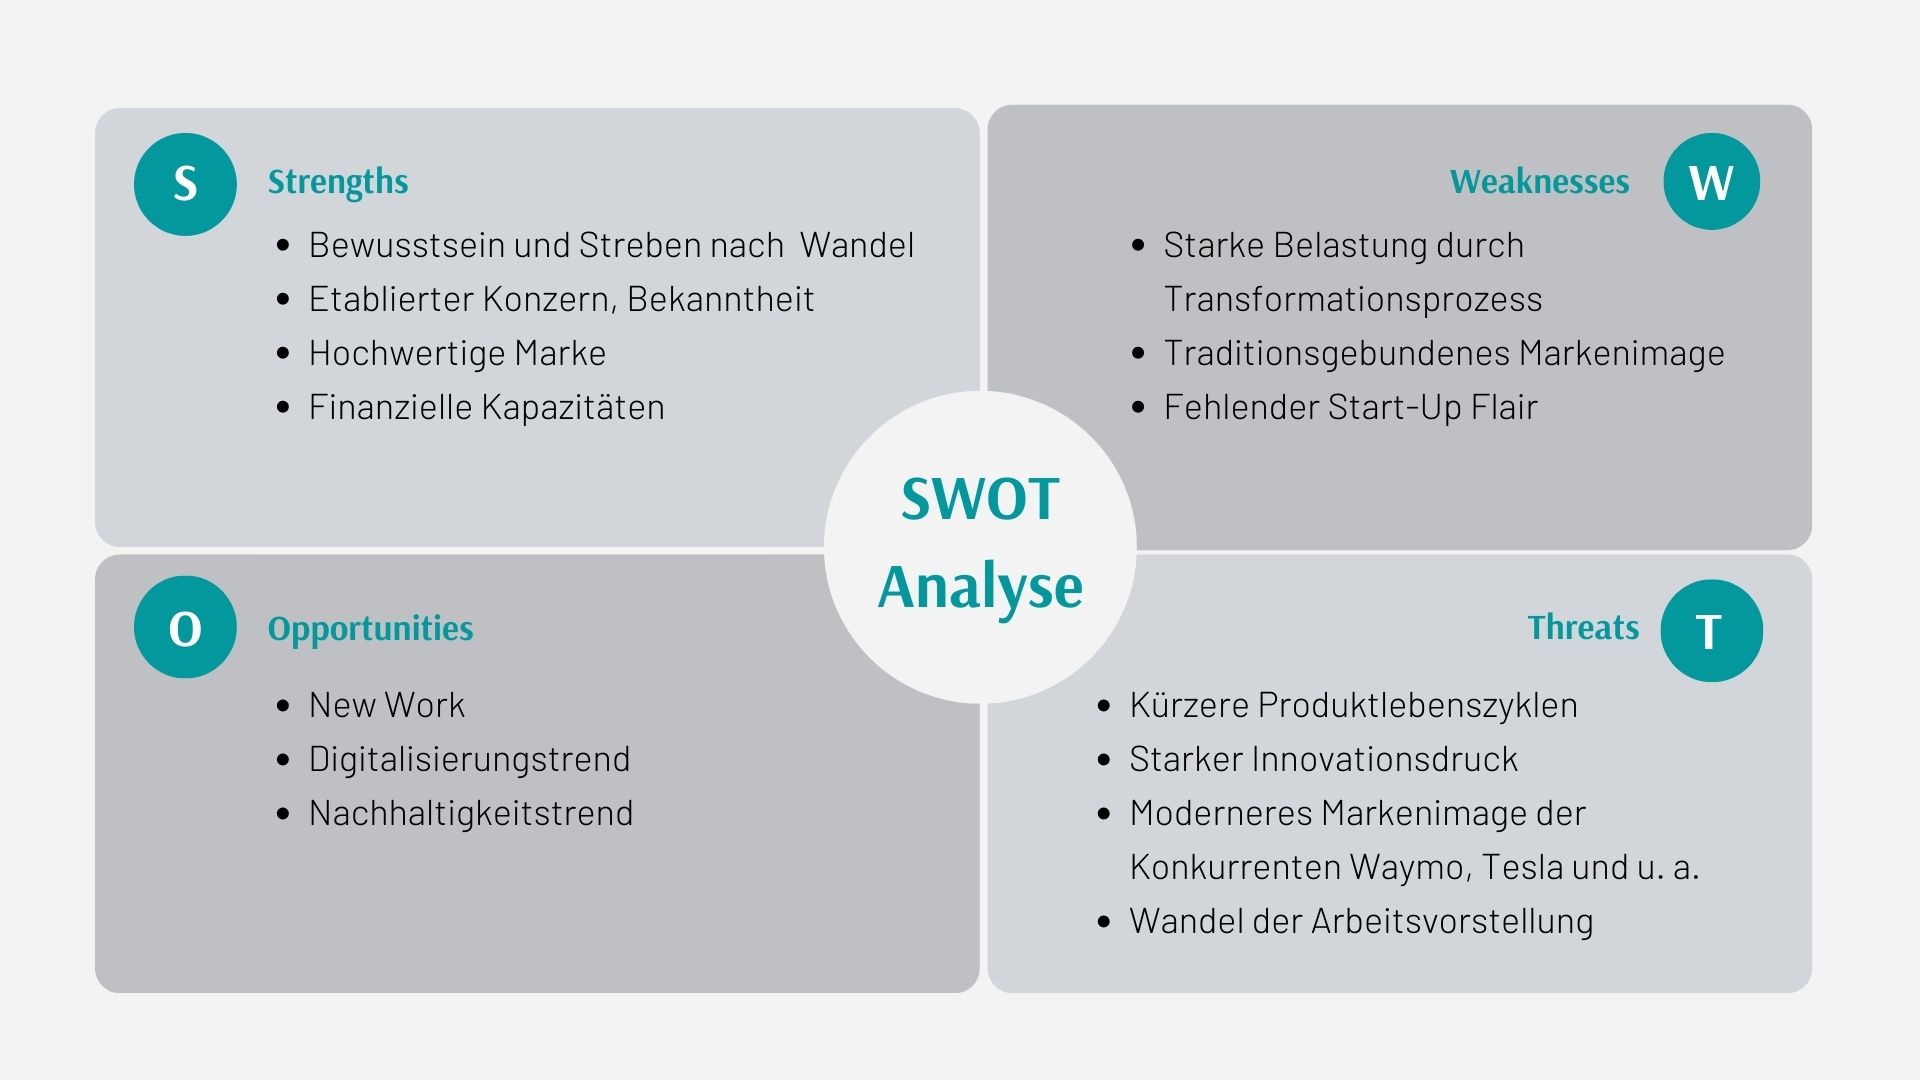 S
Strengths
• Bewusstsein und Streben nach  Wandel
• Etablierter Konzern, Bekanntheit
• Hochwertige Marke
• Finanzielle Kapazitäten
Weaknesses
W
• Starke Belastung durch
Transformationsprozess
• Traditionsgebundenes Markenimage
• Fehlender Start-Up Flair
SWOT
Analyse
O
Opportunities
• New Work
• Digitalisierungstrend
• Nachhaltigkeitstrend
Threats
T
• Kürzere Produktlebenszyklen
• Starker Innovationsdruck
• Moderneres Markenimage der
Konkurrenten Waymo, Tesla und u. a.
• Wandel der Arbeitsvorstellung